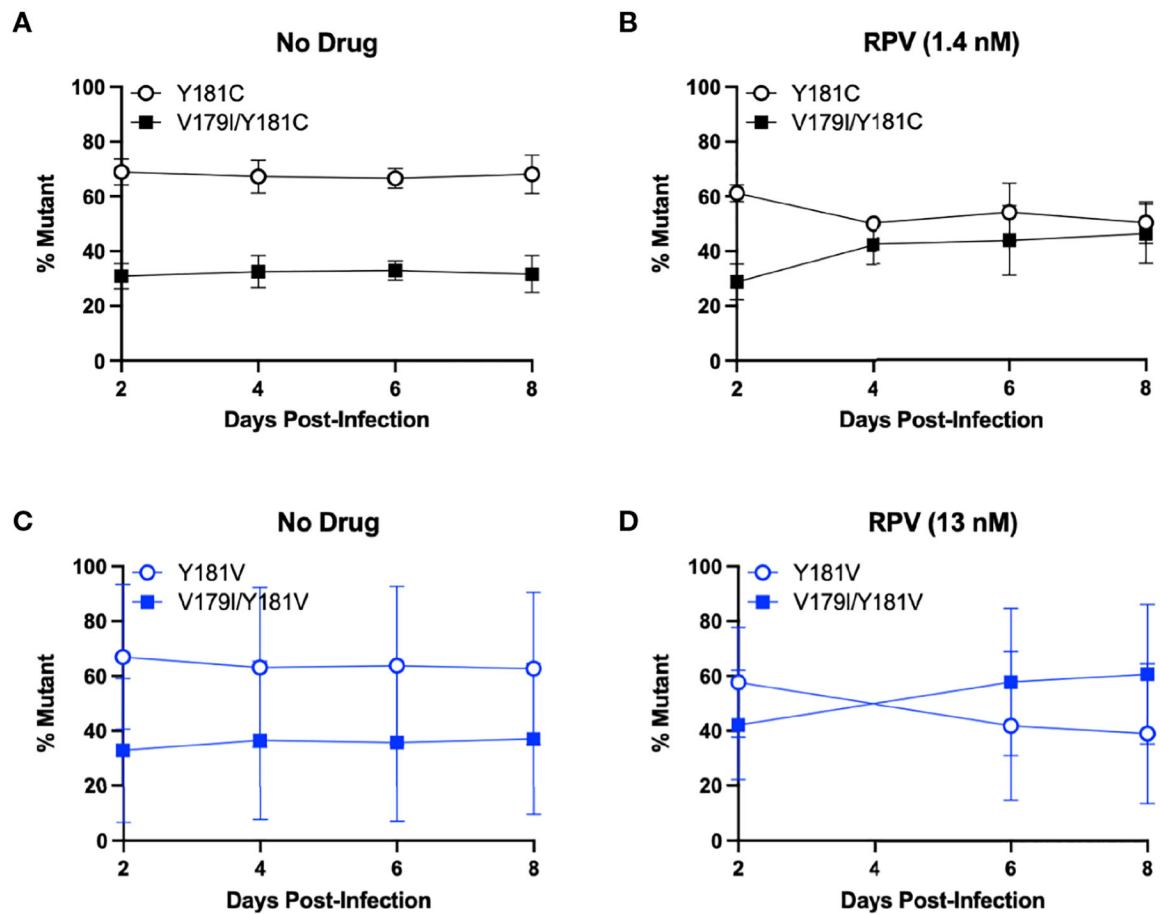 A
No Drug
Y181C
V179I/Y181C
% Mutant
100
80
60
40
20
0
2 4 6 8
Days Post-Infection
B
RPV (1.4 nM)
Y181C
V179I/Y181C
% Mutant
100
80
60
40
20
0
2 4 6 8
Days Post-Infection
C
No Drug
Y181V
V179I/Y181V
% Mutant
100
80
60
40
20
0
2 4 6 8
Days Post-Infection
D
RPV (13 nM)
Y181V
V179I/Y181V
% Mutant
100
80
60
40
20
0
2 4 6 8
Days Post-Infection